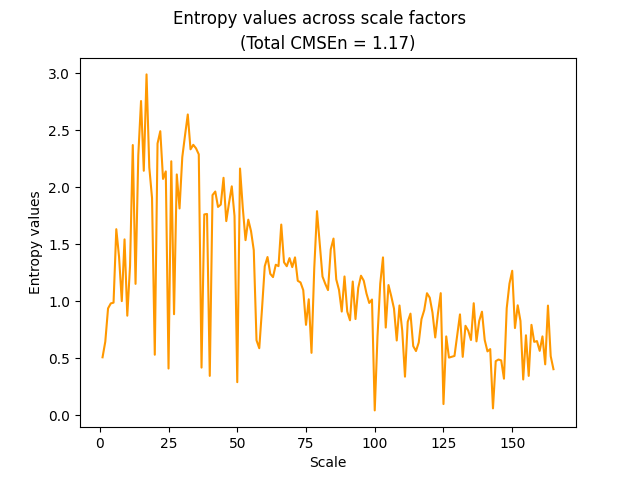 Entropy values across scale factors
(Total CMSEn = 1.17)
3.0
2.5
2.0
1.5
1.0
0.5
0.0
Entropy values
0 25 50 75 100 125 150
Scale